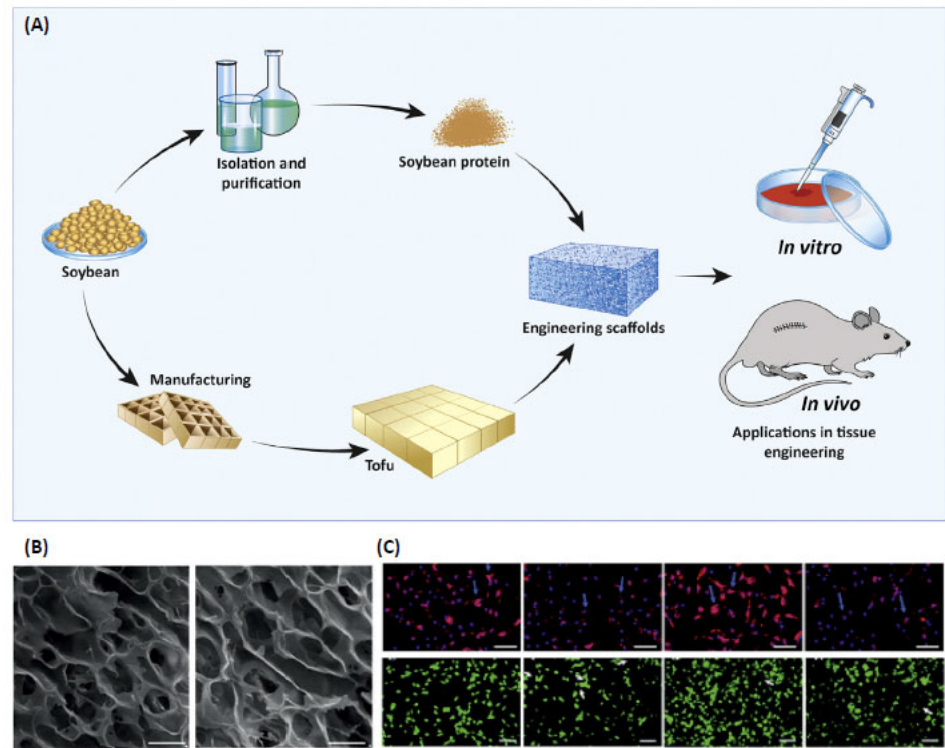 (A)
Isolation and
purification
Soybean protein
Soybean
In vitro
Engineering scaffolds
Manufacturing
Tofu
In vivo
Applications in tissue
engineering
(B)
(C)